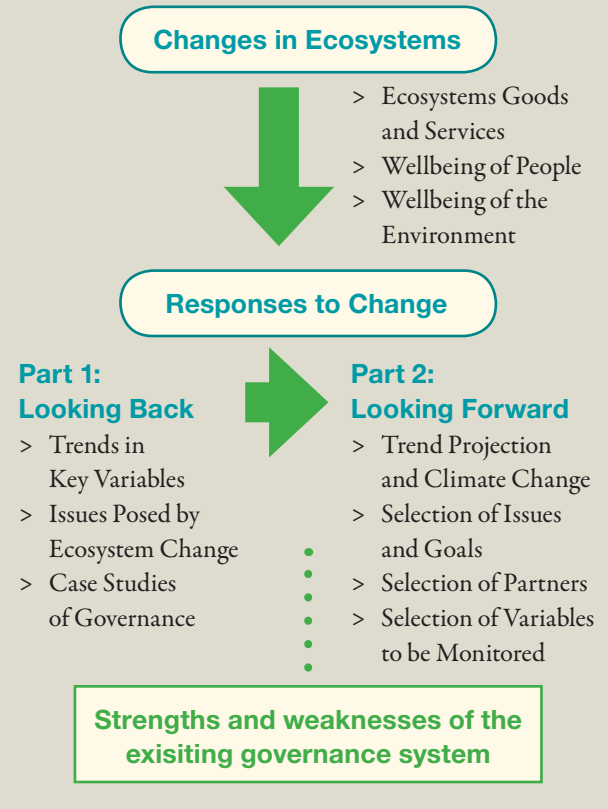 Changes in Ecosystems
> Ecosystems Goods
and Services
> Wellbeing of People
> Wellbeing of the
Environment
Responses to Change
Part 1:
Looking Back
> Trends in
Key Variables
> Issues Posed by
Ecosystem Change
> Case Studies
of Governance
Part 2:
Looking Forward
> Trend Projection
and Climate Change
> Selection of Issues
and Goals
> Selection of Partners
> Selection of Variables
to be Monitored
Strengths and weaknesses of the
exisiting governance system